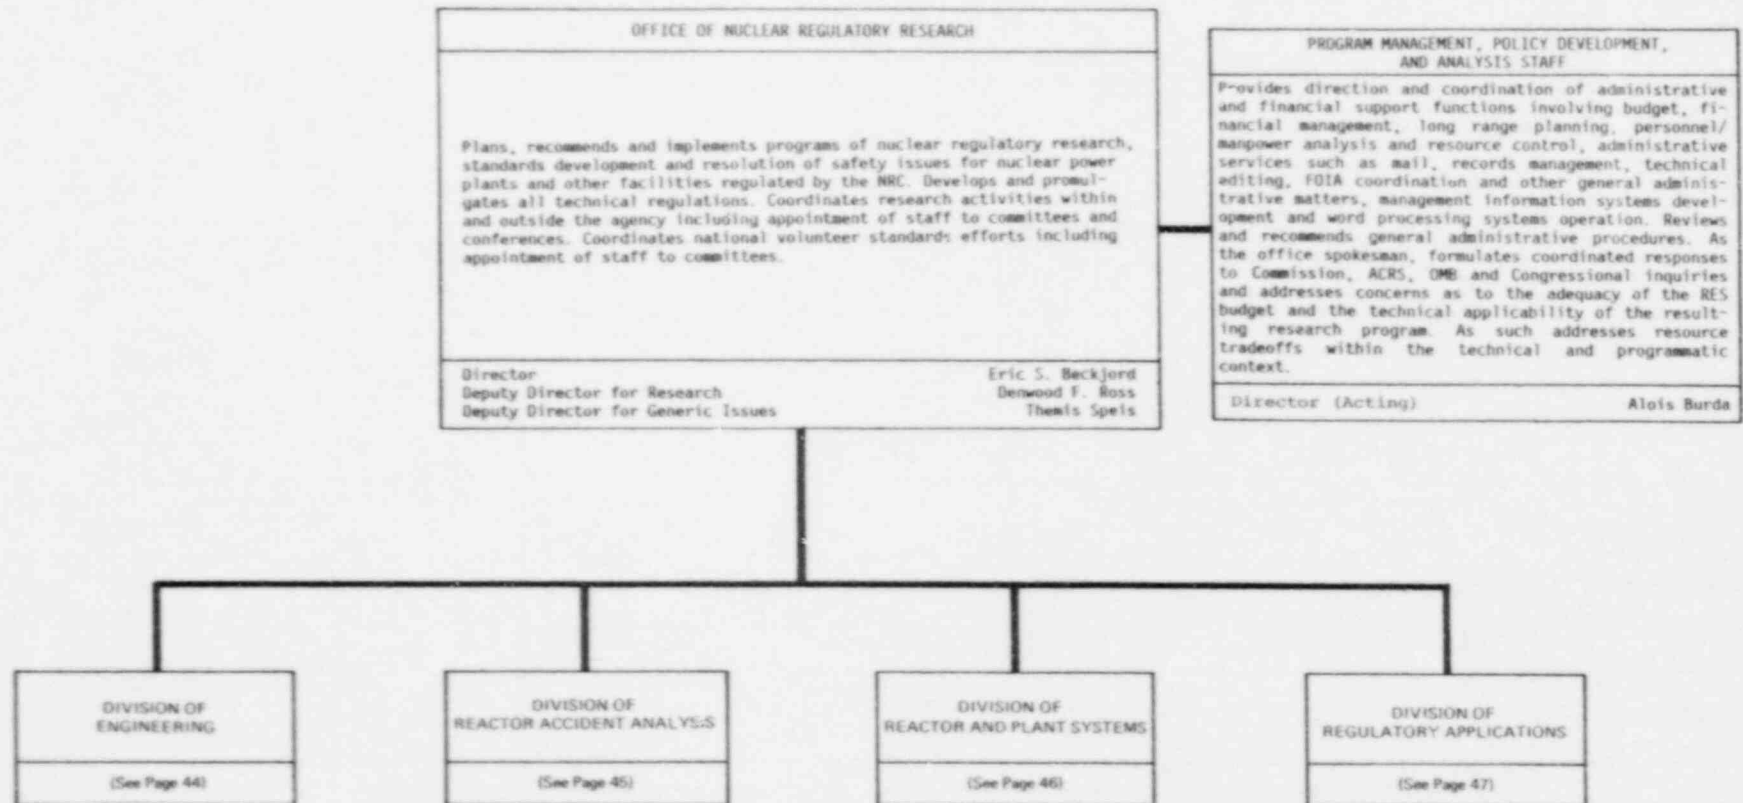 OFFICE OF NUCLEAR REGULATORY RESEARCH
Plans, recommends and implements programs of nuclear regulatory research,
standards development and resolution of safety issues for nuclear power
plants and other facilities regulated by the NRC. Develops and promul-
gates all technical regulations. Coordinates research activities within
and outside the agency including appointment of staff to committees and
conferences. Coordinates national volunteer standards efforts including
appointment of staff to committees.
Director Eric S. Beckjord
Deputy Director for Research Denwood F. Ross
Deputy Director for Generic Issues Themis Speis
PROGRAM MANAGEMENT, POLICY DEVELOPMENT,
AND ANALYSIS STAFF
Provides direction and coordination of administrative
and financial support functions involving budget, fi-
nancial management, long range planning, personnel/
manpower analysis and resource control, administrative
services such as mail, records management, technical
editing, FOIA coordination and other general adminis-
trative matters, management information systems devel-
opment and word processing systems operation. Reviews
and recommends general administrative procedures. As
the office spokesman, formulates coordinated responses
to Commission, ACRS, OMB and Congressional inquiries
and addresses concerns as to the adequacy of the RES
budget and the technical applicability of the result-
ing research program. As such addresses resource
tradeoffs within the technical and programmatic
context.
Director (Acting) Alois Burda
DIVISION OF
ENGINEERING
(See Page 44)
DIVISION OF
REACTOR ACCIDENT ANALYSIS
(See Page 45)
DIVISION OF
REACTOR AND PLANT SYSTEMS
(See Page 46)
DIVISION OF
REGULATORY APPLICATIONS
(See Page 47)